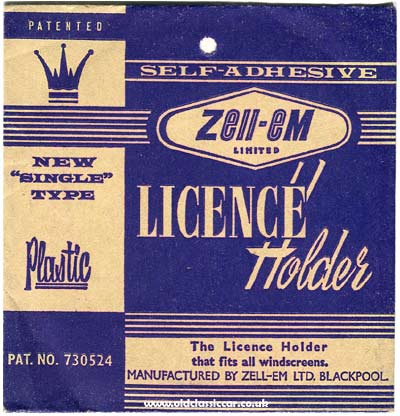 PATENTED
SELF-ADHESIVE
Zell-eM
LIMITED
NEW
"SINGLE"
TYPE
Plastic
LICENCE
Holder
The Licence Holder
that fits all windscreens.
MANUFACTURED BY ZELL-EM LTD. BLACKPOOL.
PAT. NO. 730524
www.oldclassiccar.co.uk